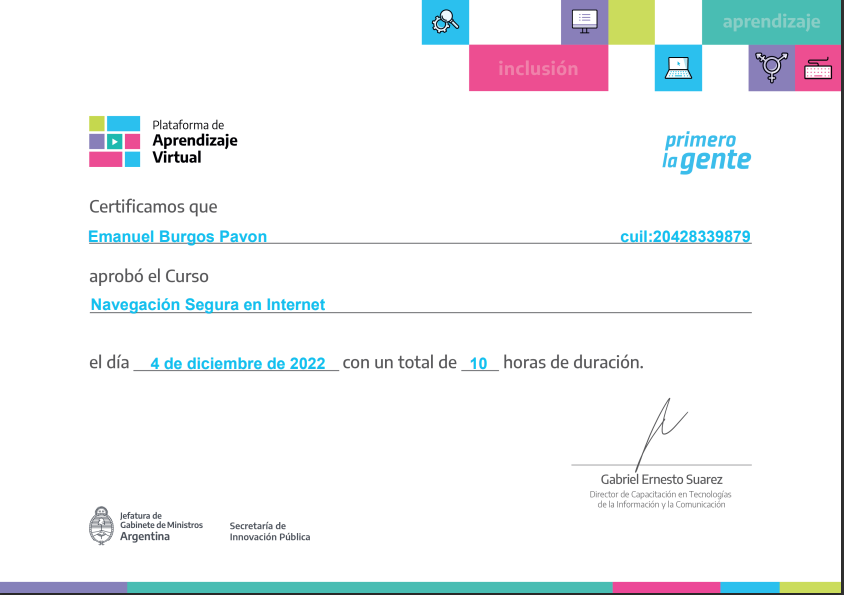 aprendizaje
inclusión
Plataforma de
Aprendizaje
Virtual
primero
la gente
Certificamos que
Emanuel Burgos Pavon cuil:20428339879
aprobó el Curso
Navegación Segura en Internet
el día 4 de diciembre de 2022 con un total de 10 horas de duración.
Gabriel Ernesto Suarez
Director de Capacitación en Tecnologías
de la Información y la Comunicación
Jefatura de
Gabinete de Ministros
Argentina
Secretaría de
Innovación Pública